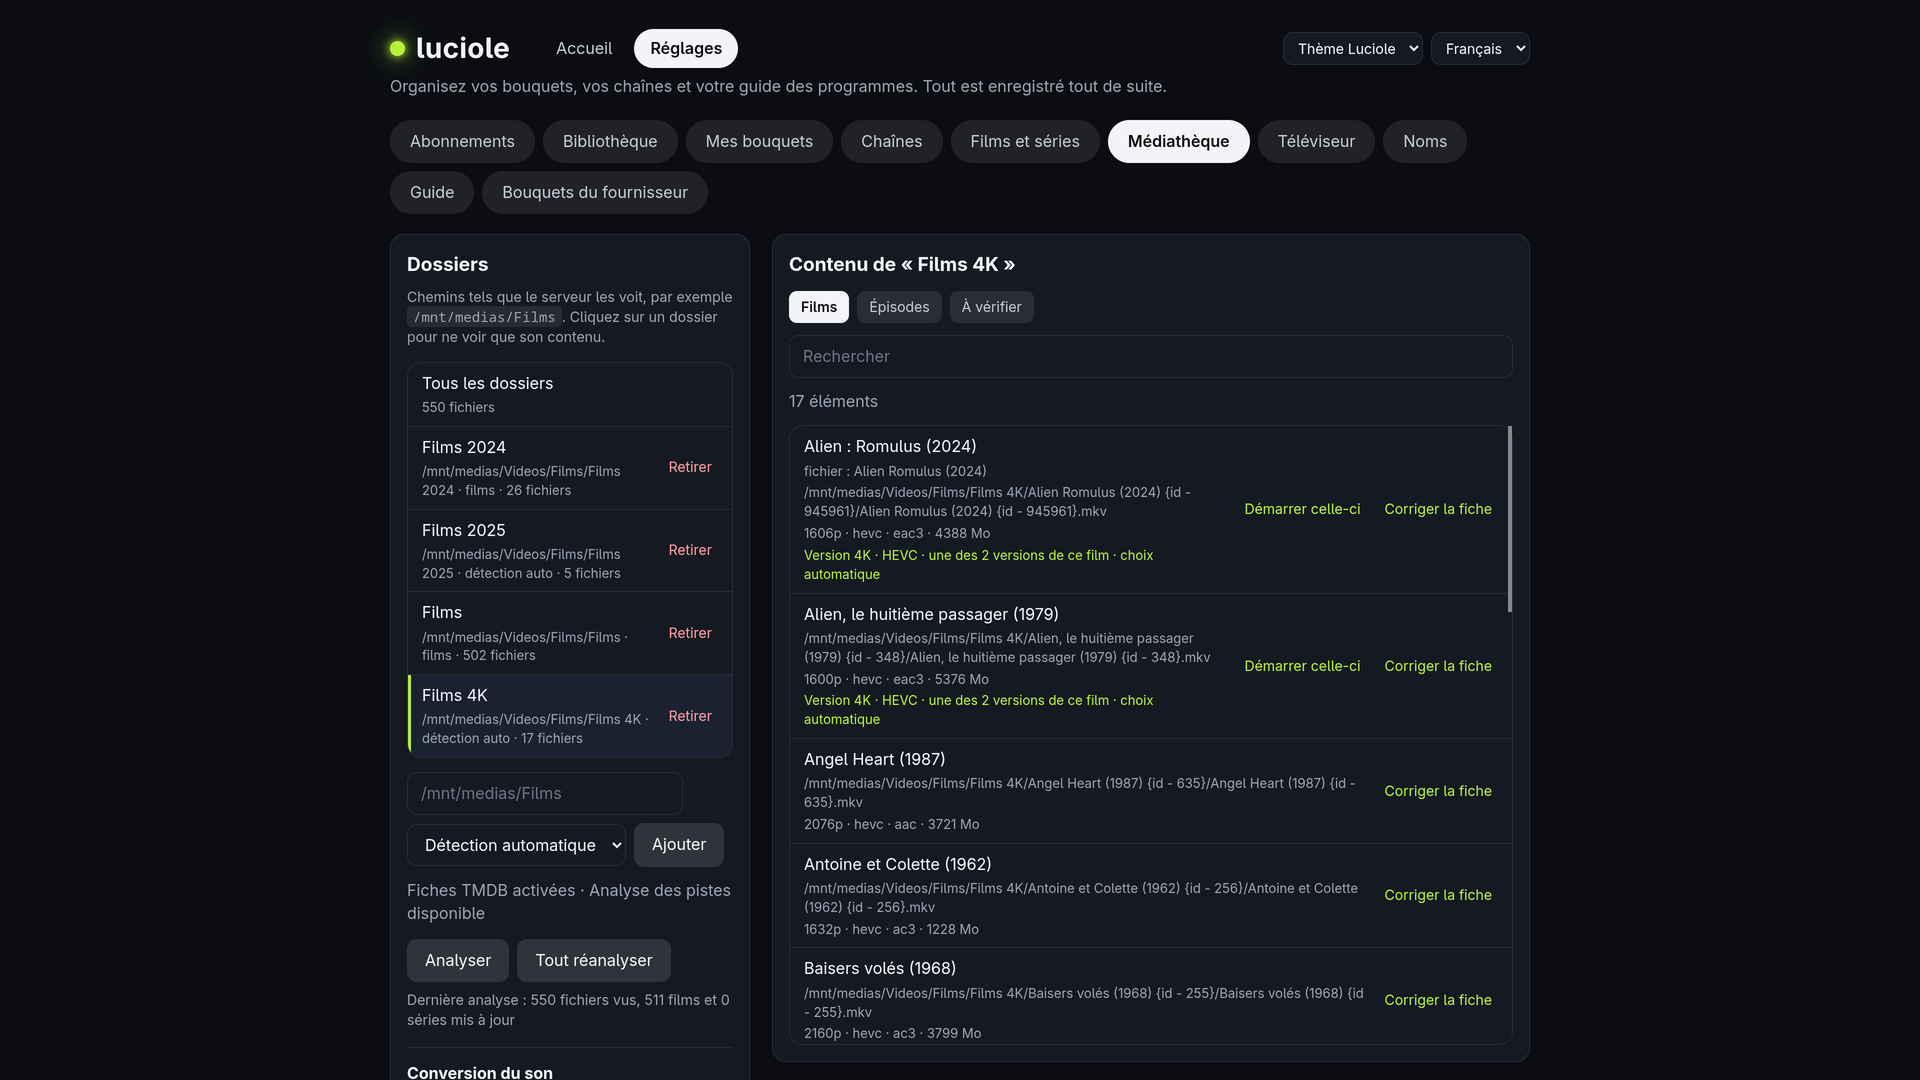 luciole
Accueil
Réglages
Thème Luciole
Français
Organisez vos bouquets, vos chaînes et votre guide des programmes. Tout est enregistré tout de suite.
Abonnements
Bibliothèque
Mes bouquets
Chaînes
Films et séries
Médiathèque
Téléviseur
Noms
Guide
Bouquets du fournisseur
Dossiers
Chemins tels que le serveur les voit, par exemple
/mnt/medias/Films . Cliquez sur un dossier
pour ne voir que son contenu.
Tous les dossiers
550 fichiers
Films 2024
/mnt/medias/Videos/Films/Films
2024 · films · 26 fichiers
Retirer
Films 2025
/mnt/medias/Videos/Films/Films
2025 · détection auto · 5 fichiers
Retirer
Films
/mnt/medias/Videos/Films/Films ·
films · 502 fichiers
Retirer
Films 4K
/mnt/medias/Videos/Films/Films 4K ·
détection auto · 17 fichiers
Retirer
/mnt/medias/Films
Détection automatique
Ajouter
Fiches TMDB activées · Analyse des pistes
disponible
Analyser
Tout réanalyser
Dernière analyse : 550 fichiers vus, 511 films et 0
séries mis à jour
Conversion du son
Contenu de « Films 4K »
Films
Épisodes
À vérifier
Rechercher
17 éléments
Alien : Romulus (2024)
fichier : Alien Romulus (2024)
/mnt/medias/Videos/Films/Films 4K/Alien Romulus (2024) {id -
945961}/Alien Romulus (2024) {id - 945961}.mkv
1606p · hevc · eac3 · 4388 Mo
Version 4K · HEVC · une des 2 versions de ce film · choix
automatique
Démarrer celle-ci
Corriger la fiche
Alien, le huitième passager (1979)
/mnt/medias/Videos/Films/Films 4K/Alien, le huitième passager
(1979) {id - 348}/Alien, le huitième passager (1979) {id - 348}.mkv
1600p · hevc · eac3 · 5376 Mo
Version 4K · HEVC · une des 2 versions de ce film · choix
automatique
Démarrer celle-ci
Corriger la fiche
Angel Heart (1987)
/mnt/medias/Videos/Films/Films 4K/Angel Heart (1987) {id - 635}/Angel Heart (1987) {id -
635}.mkv
2076p · hevc · aac · 3721 Mo
Corriger la fiche
Antoine et Colette (1962)
/mnt/medias/Videos/Films/Films 4K/Antoine et Colette (1962) {id - 256}/Antoine et Colette
(1962) {id - 256}.mkv
1632p · hevc · ac3 · 1228 Mo
Corriger la fiche
Baisers volés (1968)
/mnt/medias/Videos/Films/Films 4K/Baisers volés (1968) {id - 255}/Baisers volés (1968) {id
- 255}.mkv
2160p · hevc · ac3 · 3799 Mo
Corriger la fiche